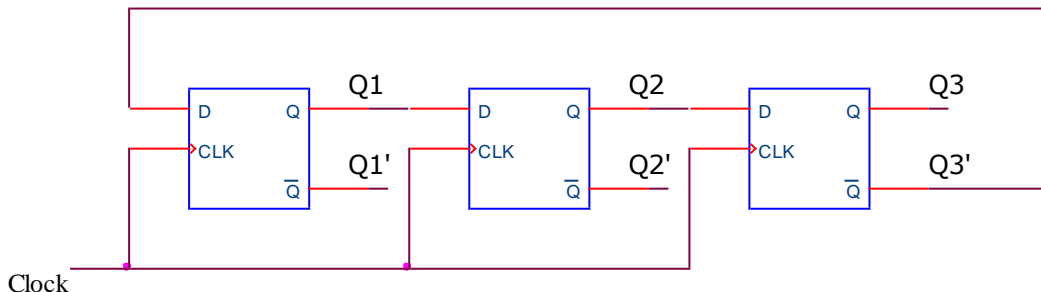 Q1 Q2 Q3
D Q D Q D Q
CLK CLK CLK
Q1' Q2' Q3'
Q̅ Q̅ Q̅
Clock